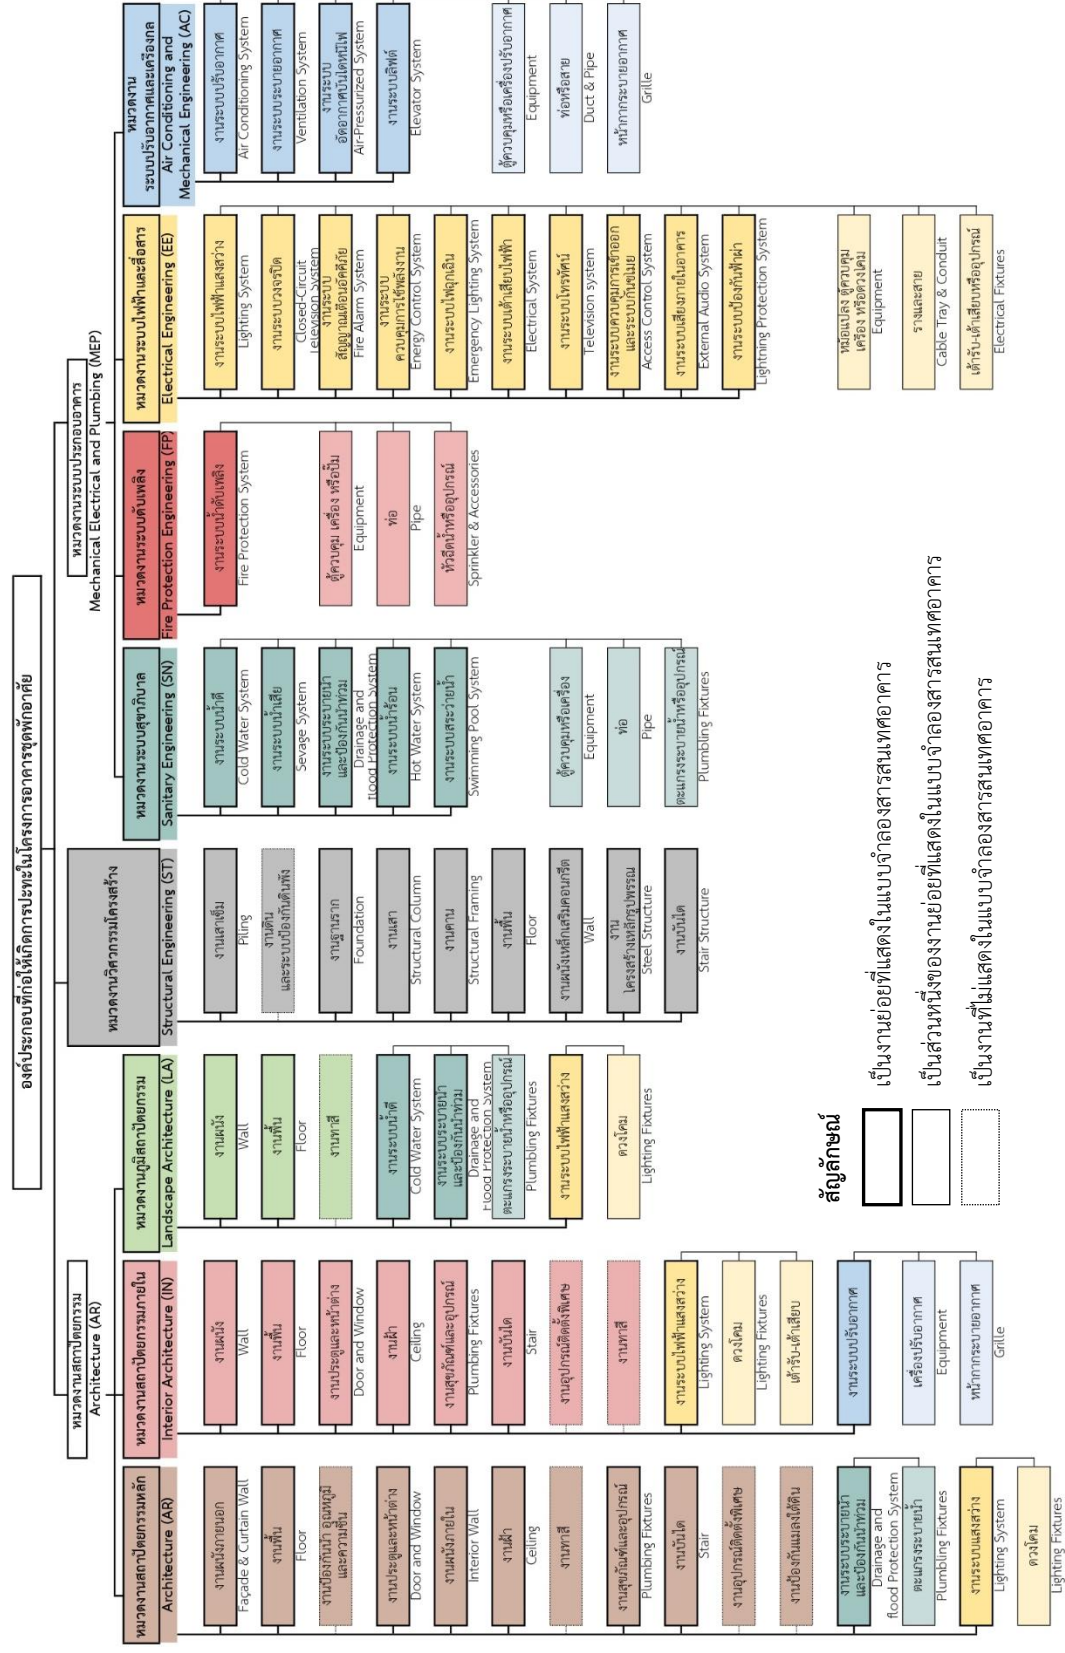 องค์ประกอบที่ก่อให้เกิดการปะทะในโครงการอาคารชุดพักอาศัย
หมวดงานสถาปัตยกรรม
Architecture (AR)
หมวดงานสถาปัตยกรรมหลัก
Architecture (AR)
งานผนังภายนอก
Façade & Curtain Wall
งานพื้น
Floor
งานป้องกันน้ำ อุณหภูมิ
และความชื้น
งานประตูและหน้าต่าง
Door and Window
งานผนังภายใน
Interior Wall
งานฝ้า
Ceiling
งานทาสี
งานสุขภัณฑ์และอุปกรณ์
Plumbing Fixtures
งานบันได
Stair
งานอุปกรณ์ติดตั้งพิเศษ
งานป้องกันแมลงใต้ดิน
งานระบบระบายน้ำ
และป้องกันน้ำท่วม
Drainage and
flood Protection System
ตะแกรงระบายน้ำ
Plumbing Fixtures
งานระบบแสงสว่าง
Lighting System
ดวงโคม
Lighting Fixtures
หมวดงานสถาปัตยกรรมภายใน
Interior Architecture (IN)
งานผนัง
Wall
งานพื้น
Floor
งานประตูและหน้าต่าง
Door and Window
งานฝ้า
Ceiling
งานสุขภัณฑ์และอุปกรณ์
Plumbing Fixtures
งานบันได
Stair
งานอุปกรณ์ติดตั้งพิเศษ
งานทาสี
งานระบบไฟฟ้าแสงสว่าง
Lighting System
ดวงโคม
Lighting Fixtures
เต้ารับ-เต้าเสียบ
งานระบบปรับอากาศ
เครื่องปรับอากาศ
Equipment
หน้ากากระบายอากาศ
Grille
หมวดงานภูมิสถาปัตยกรรม
Landscape Architecture (LA)
งานผนัง
Wall
งานพื้น
Floor
งานทาสี
งานระบบน้ำดี
Cold Water System
งานระบบระบายน้ำ
และป้องกันน้ำท่วม
Drainage and
Flood Protection System
ตะแกรงระบายน้ำหรืออุปกรณ์
Plumbing Fixtures
งานระบบไฟฟ้าแสงสว่าง
ดวงโคม
Lighting Fixtures
หมวดงานวิศวกรรมโครงสร้าง
Structural Engineering (ST)
งานเสาเข็ม
Piling
งานดิน
และระบบป้องกันดินพัง
งานฐานราก
Foundation
งานเสา
Structural Column
งานคาน
Structural Framing
งานพื้น
Floor
งานผนังเหล็กเสริมคอนกรีต
Wall
งาน
โครงสร้างเหล็กรูปพรรณ
Steel Structure
งานบันได
Stair Structure
หมวดงานระบบประกอบอาคาร
Mechanical Electrical and Plumbing (MEP)
หมวดงานระบบสุขาภิบาล
Sanitary Engineering (SN)
งานระบบน้ำดี
Cold Water System
งานระบบน้ำเสีย
Sevage System
งานระบบระบายน้ำ
และป้องกันน้ำท่วม
Drainage and
flood Protection System
งานระบบน้ำร้อน
Hot Water System
งานระบบสระว่ายน้ำ
Swimming Pool System
ตู้ควบคุมหรือเครื่อง
Equipment
ท่อ
Pipe
ตะแกรงระบายน้ำหรืออุปกรณ์
Plumbling Fixtures
หมวดงานระบบดับเพลิง
Fire Protection Engineering (FP)
งานระบบน้ำดับเพลิง
Fire Protection System
ตู้ควบคุม เครื่อง หรือปั๊ม
Equipment
ท่อ
Pipe
หัวฉีดน้ำหรืออุปกรณ์
Sprinkler & Accessories
หมวดงานระบบไฟฟ้าและสื่อสาร
Electrical Engineering (EE)
งานระบบไฟฟ้าแสงสว่าง
Lighting System
งานระบบวงจรปิด
Closed-Circuit
Television System
งานระบบ
สัญญาณเตือนอัคคีภัย
Fire Alarm System
งานระบบ
ควบคุมการใช้พลังงาน
Energy Control System
งานระบบไฟฉุกเฉิน
Emergency Lighting System
งานระบบเต้าเสียบไฟฟ้า
Electrical System
งานระบบโทรทัศน์
Television system
งานระบบควบคุมการเข้าออก
และระบบกันขโมย
Access Control System
งานระบบเสียงภายในอาคาร
External Audio System
งานระบบป้องกันฟ้าผ่า
Lightning Protection System
หม้อแปลง ตู้ควบคุม
เครื่อง หรือดวงโคม
Equipment
รางและสาย
Cable Tray & Conduit
เต้ารับ-เต้าเสียบหรืออุปกรณ์
Electrical Fixtures
หมวดงาน
ระบบปรับอากาศและเครื่องกล
Air Conditioning and
Mechanical Engineering (AC)
งานระบบปรับอากาศ
Air Conditioning System
งานระบบระบายอากาศ
Ventilation System
งานระบบ
อัดอากาศบันไดหนีไฟ
Air-Pressurized System
งานระบบลิฟต์
Elevator System
ตู้ควบคุมหรือเครื่องปรับอากาศ
Equipment
ท่อหรือสาย
Duct & Pipe
หน้ากากระบายอากาศ
Grille
สัญลักษณ์
เป็นงานย่อยที่แสดงในแบบจำลองสารสนเทศอาคาร
เป็นส่วนหนึ่งของงานย่อยที่แสดงในแบบจำลองสารสนเทศอาคาร
เป็นงานที่ไม่แสดงในแบบจำลองสารสนเทศอาคาร